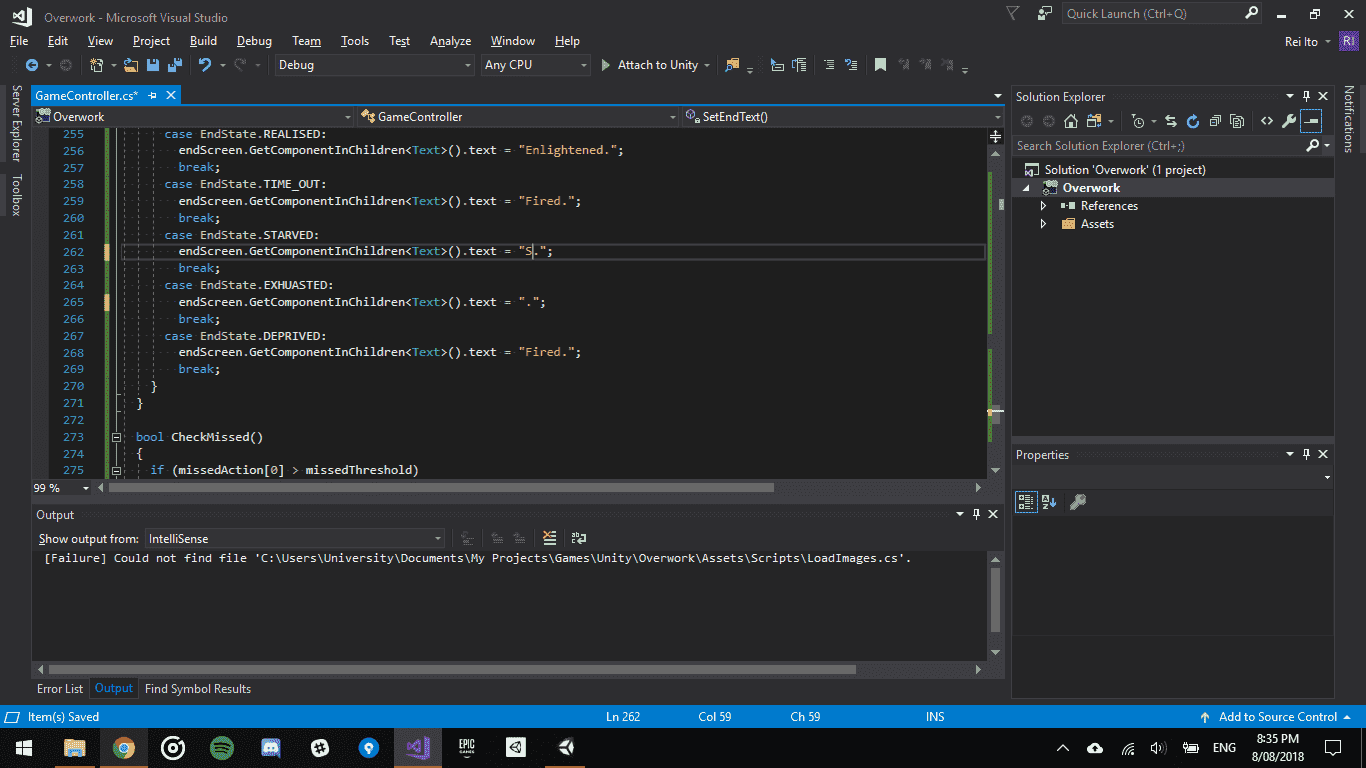 Overwork - Microsoft Visual Studio
Quick Launch (Ctrl+Q)
File Edit View Project Build Debug Team Tools Test Analyze Window Help
Rei Ito RI
Debug Any CPU Attach to Unity
Server Explorer
Toolbox
GameController.cs*
Overwork GameController SetEndText()
255 case EndState.REALISED:
256 endScreen.GetComponentInChildren<Text>().text = "Enlightened.";
257 break;
258 case EndState.TIME_OUT:
259 endScreen.GetComponentInChildren<Text>().text = "Fired.";
260 break;
261 case EndState.STARVED:
262 endScreen.GetComponentInChildren<Text>().text = "S.";
263 break;
264 case EndState.EXHUASTED:
265 endScreen.GetComponentInChildren<Text>().text = ".";
266 break;
267 case EndState.DEPRIVED:
268 endScreen.GetComponentInChildren<Text>().text = "Fired.";
269 break;
270 }
271 }
272
273 bool CheckMissed()
274 {
275 if (missedAction[0] > missedThreshold)
99 %
Output
Show output from: IntelliSense
[Failure] Could not find file 'C:\Users\University\Documents\My Projects\Games\Unity\Overwork\Assets\Scripts\LoadImages.cs'.
Error List Output Find Symbol Results
Solution Explorer
Search Solution Explorer (Ctrl+;)
Solution 'Overwork' (1 project)
Overwork
References
Assets
Properties
Notifications
Item(s) Saved Ln 262 Col 59 Ch 59 INS Add to Source Control
EPIC GAMES
ENG
8:35 PM
8/08/2018